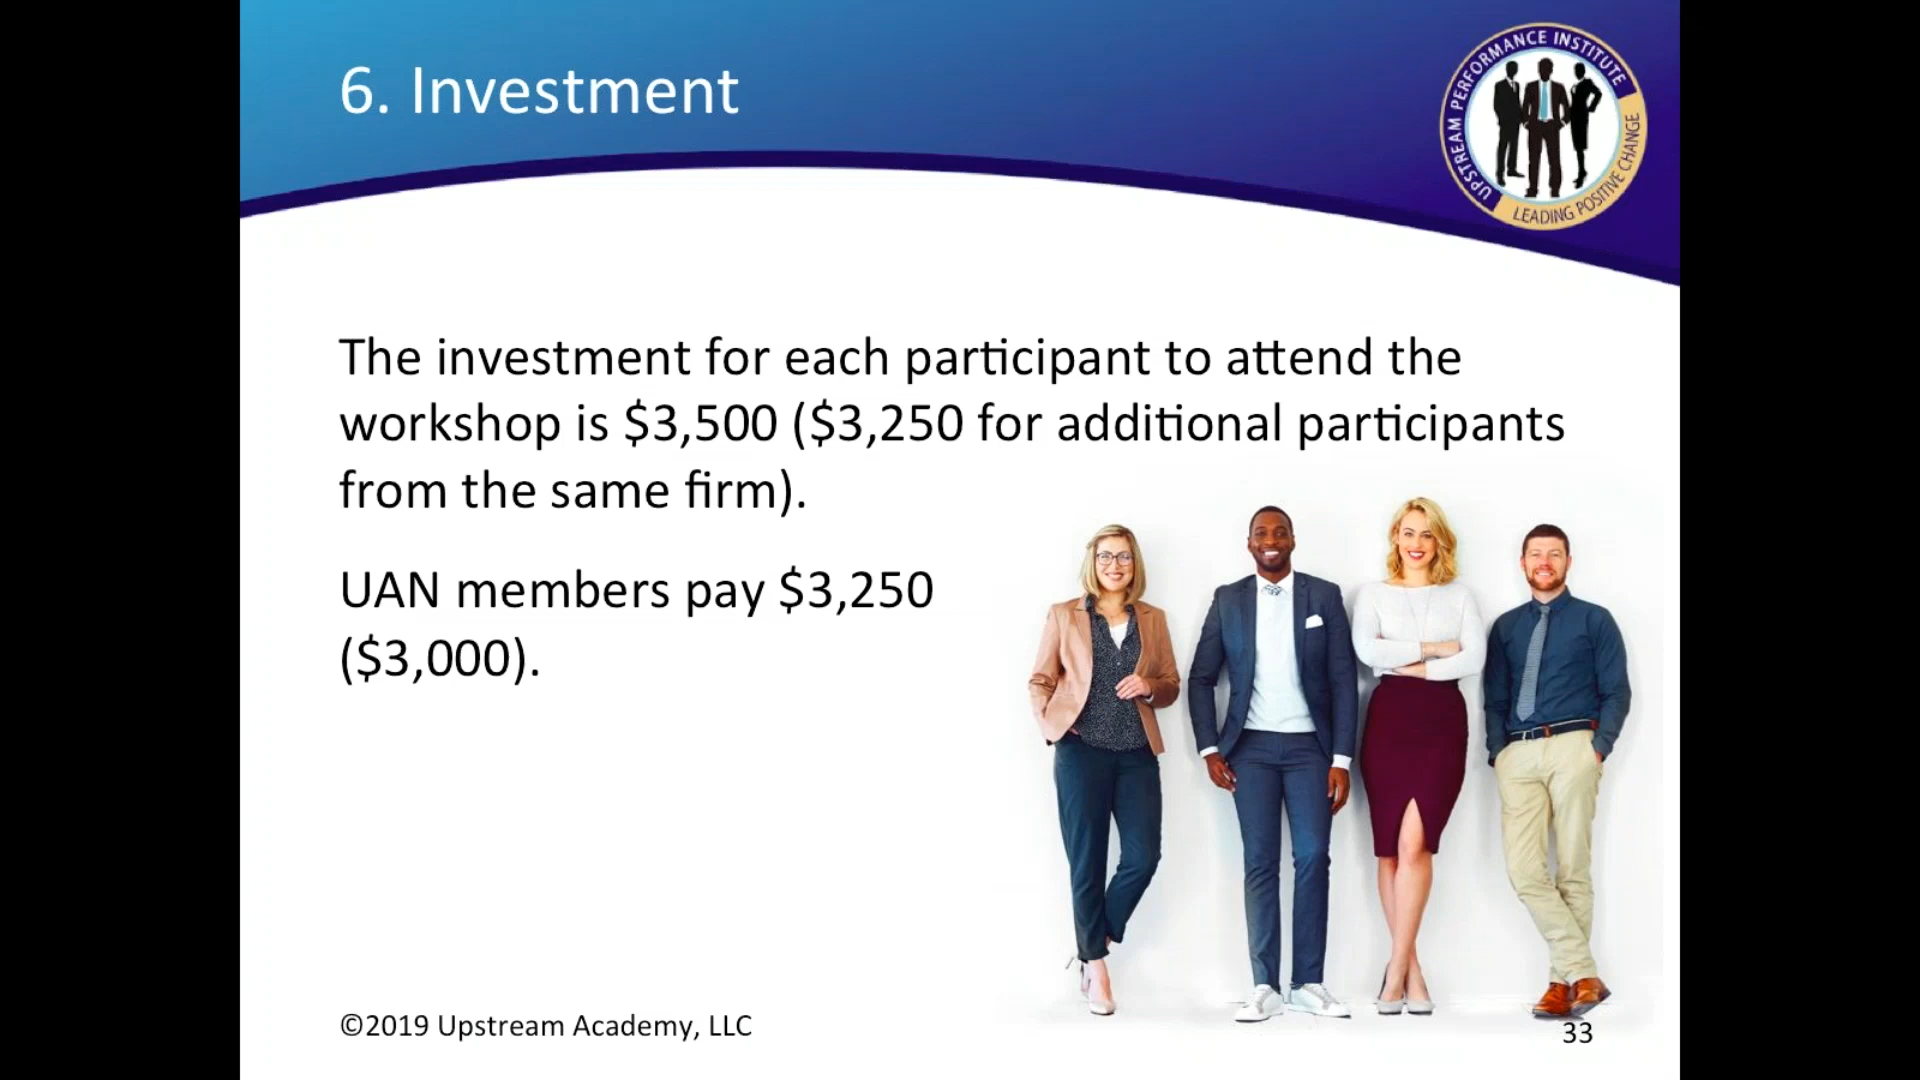 6. Investment
UPSTREAM PERFORMANCE INSTITUTE
LEADING POSITIVE CHANGE
The investment for each participant to attend the
workshop is $3,500 ($3,250 for additional participants
from the same firm).
UAN members pay $3,250
($3,000).
©2019 Upstream Academy, LLC
33